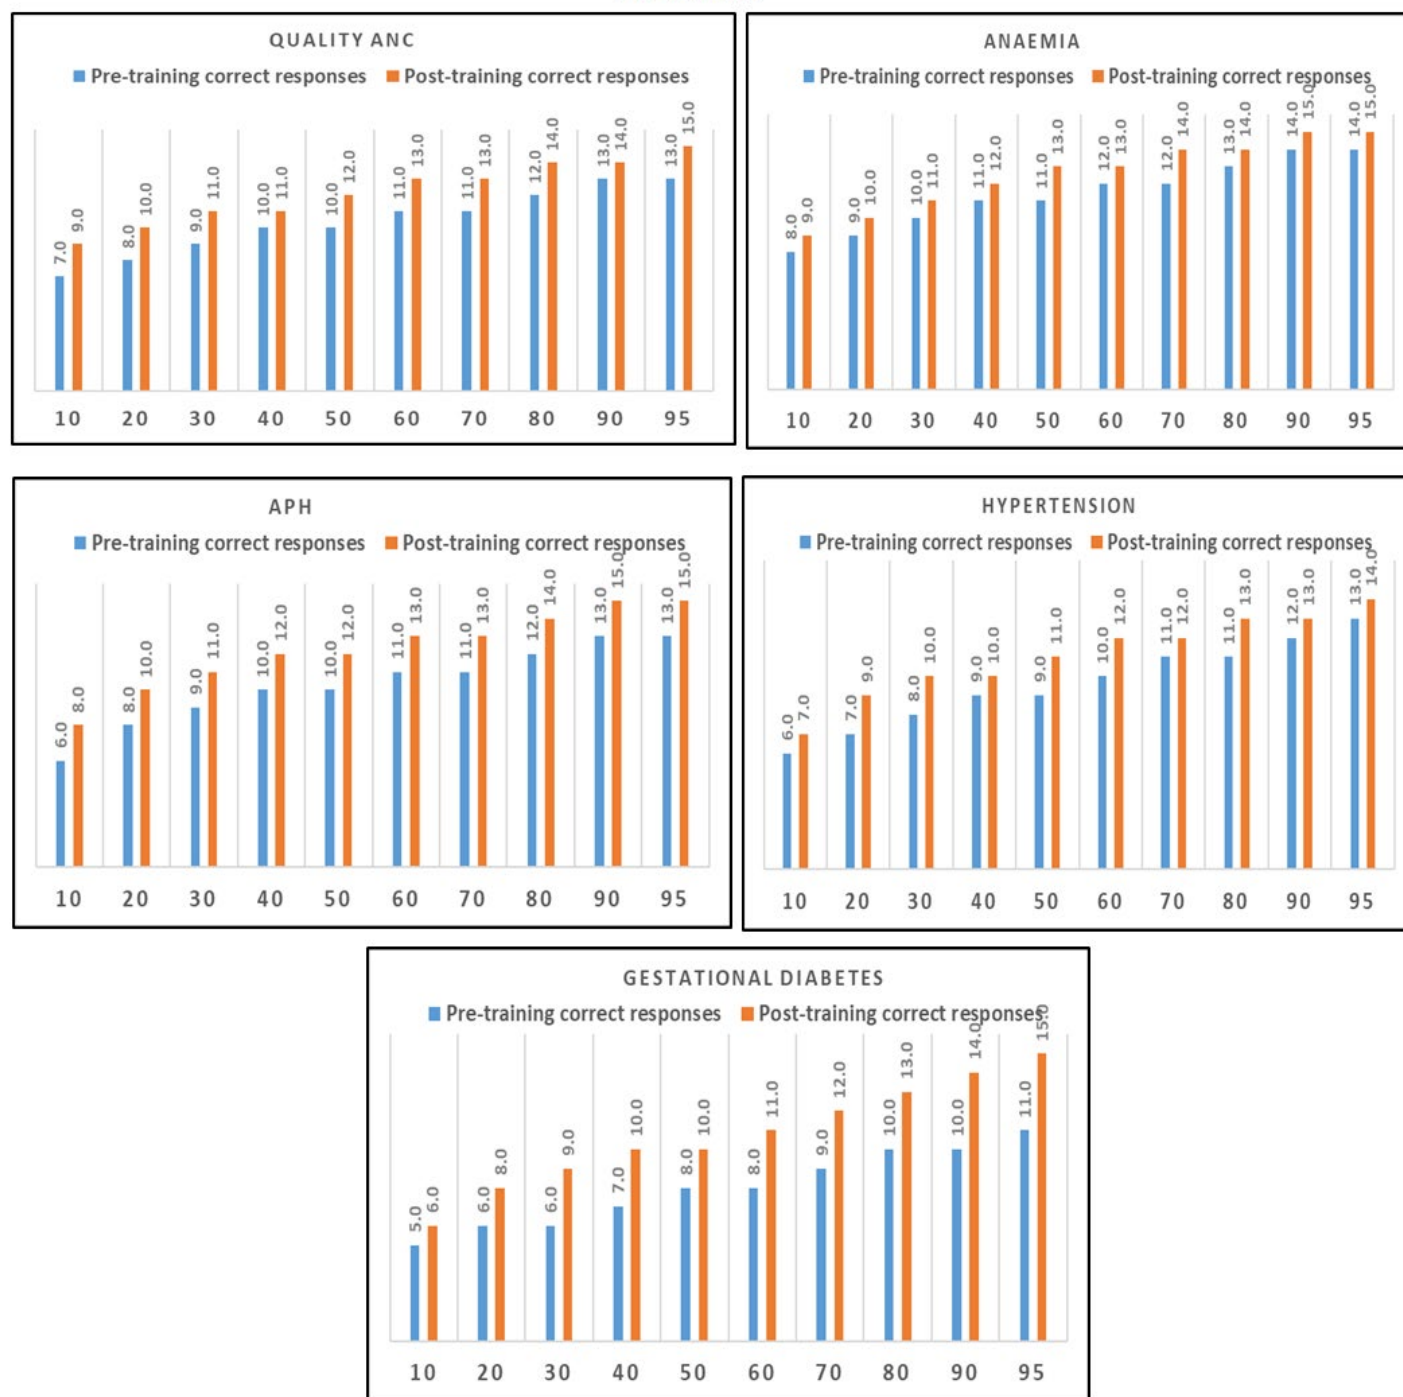 QUALITY ANC
Pre-training correct responses Post-training correct responses
7.0 9.0 8.0 10.0 9.0 11.0 10.0 11.0 10.0 12.0 11.0 13.0 11.0 13.0 12.0 14.0 13.0 14.0 13.0 15.0
10 20 30 40 50 60 70 80 90 95
ANAEMIA
Pre-training correct responses Post-training correct responses
8.0 9.0 9.0 10.0 10.0 11.0 11.0 12.0 11.0 13.0 12.0 13.0 12.0 14.0 13.0 14.0 14.0 15.0 14.0 15.0
10 20 30 40 50 60 70 80 90 95
APH
Pre-training correct responses Post-training correct responses
6.0 8.0 8.0 10.0 9.0 11.0 10.0 12.0 10.0 12.0 11.0 13.0 11.0 13.0 12.0 14.0 13.0 15.0 13.0 15.0
10 20 30 40 50 60 70 80 90 95
HYPERTENSION
Pre-training correct responses Post-training correct responses
6.0 7.0 7.0 9.0 8.0 10.0 9.0 10.0 9.0 11.0 10.0 12.0 11.0 12.0 11.0 13.0 12.0 13.0 13.0 14.0
10 20 30 40 50 60 70 80 90 95
GESTATIONAL DIABETES
Pre-training correct responses Post-training correct responses
5.0 6.0 6.0 8.0 6.0 9.0 7.0 10.0 8.0 10.0 8.0 11.0 9.0 12.0 10.0 13.0 10.0 14.0 11.0 15.0
10 20 30 40 50 60 70 80 90 95